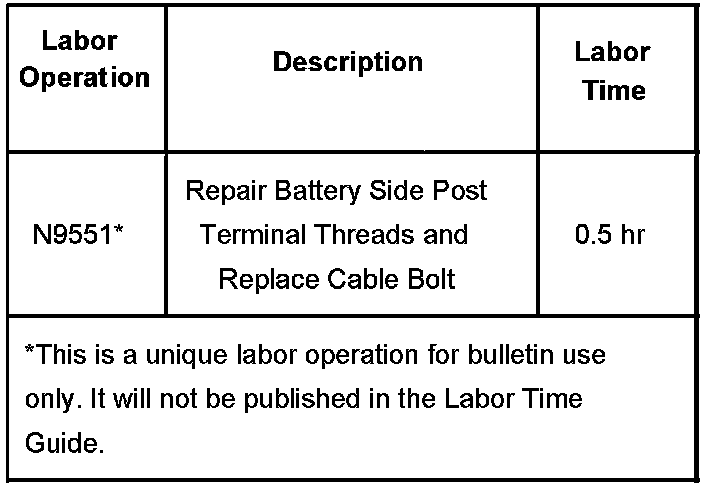 Labor
Operation
Description
Labor
Time
N9551*
Repair Battery Side Post
Terminal Threads and
Replace Cable Bolt
0.5 hr
*This is a unique labor operation for bulletin use
only. It will not be published in the Labor Time
Guide.